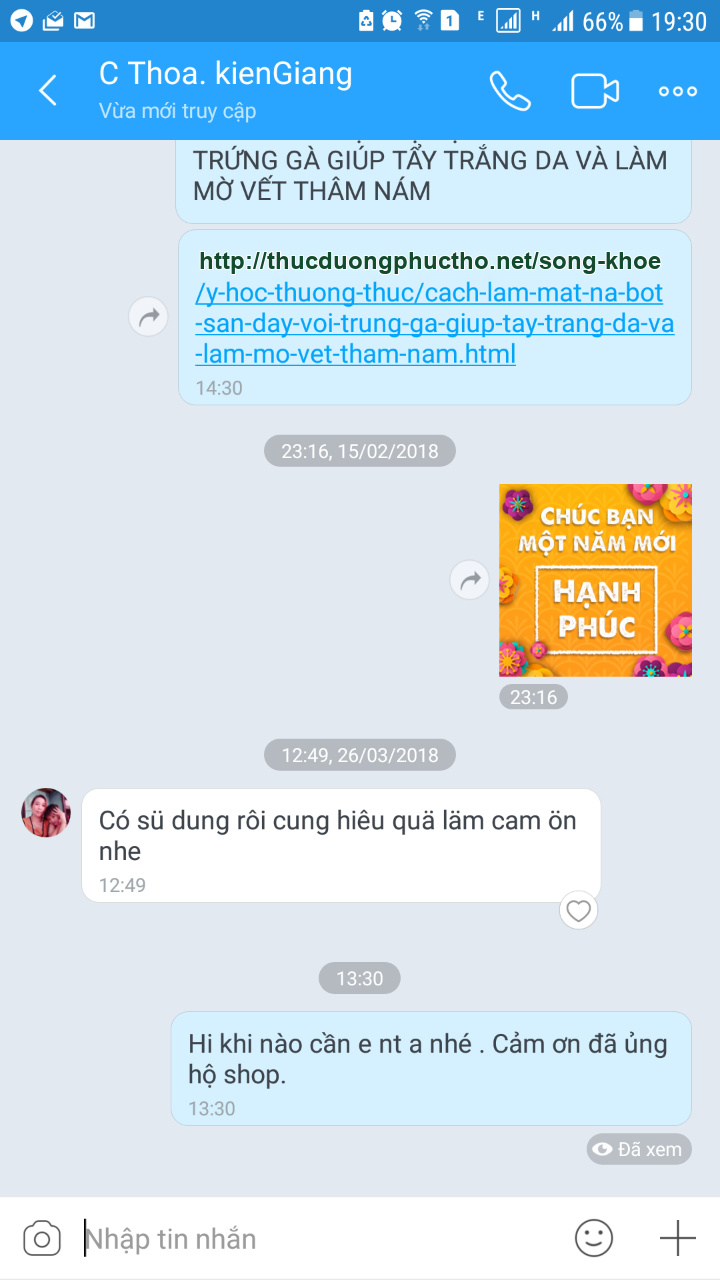 1 E H 66% 19:30
C Thoa. kienGiang
Vừa mới truy cập
TRỨNG GÀ GIÚP TẨY TRẮNG DA VÀ LÀM
MỜ VẾT THÂM NÁM
http://thucduongphuctho.net/song-khoe
/y-hoc-thuong-thuc/cach-lam-mat-na-bot
-san-day-voi-trung-ga-giup-tay-trang-da-va
-lam-mo-vet-tham-nam.html
14:30
23:16, 15/02/2018
CHÚC BẠN
MỘT NĂM MỚI
HẠNH
PHÚC
23:16
12:49, 26/03/2018
Có sü dung rôi cung hiêu quä läm cam ön
nhe
12:49
13:30
Hi khi nào cần e nt a nhé . Cảm ơn đã ủng
hộ shop.
13:30
Đã xem
Nhập tin nhắn